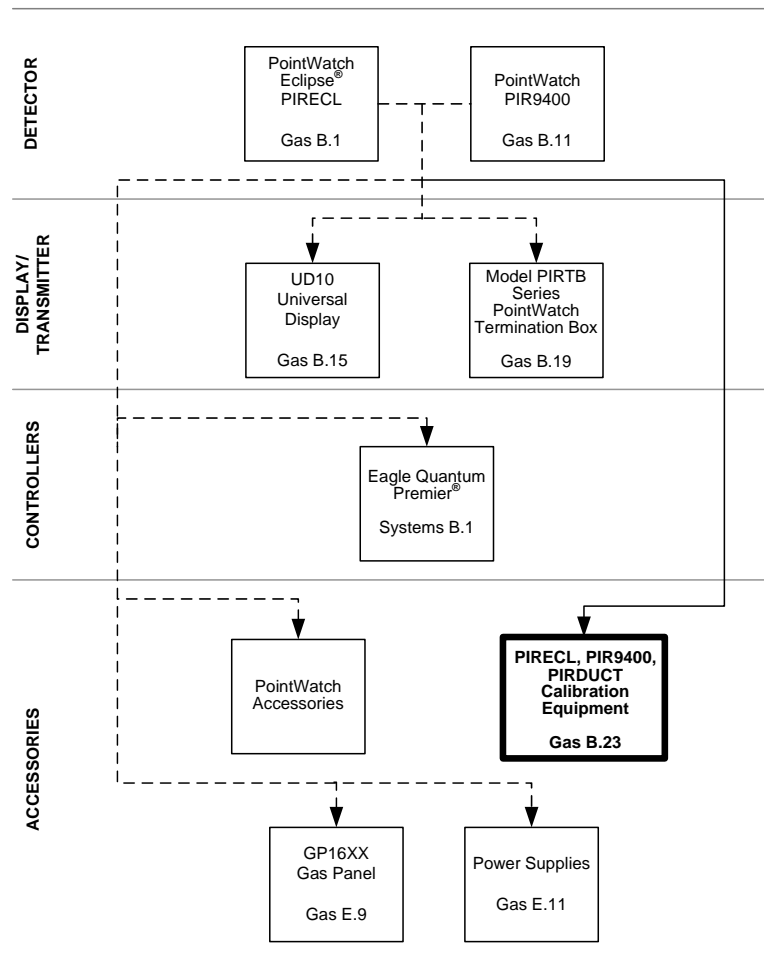 DETECTOR
PointWatch
Eclipse®
PIRECL
Gas B.1
PointWatch
PIR9400
Gas B.11
DISPLAY/
TRANSMITTER
UD10
Universal
Display
Gas B.15
Model PIRTB
Series
PointWatch
Termination Box
Gas B.19
CONTROLLERS
Eagle Quantum
Premier®
Systems B.1
ACCESSORIES
PointWatch
Accessories
PIRECL, PIR9400,
PIRDUCT
Calibration
Equipment
Gas B.23
GP16XX
Gas Panel
Gas E.9
Power Supplies
Gas E.11